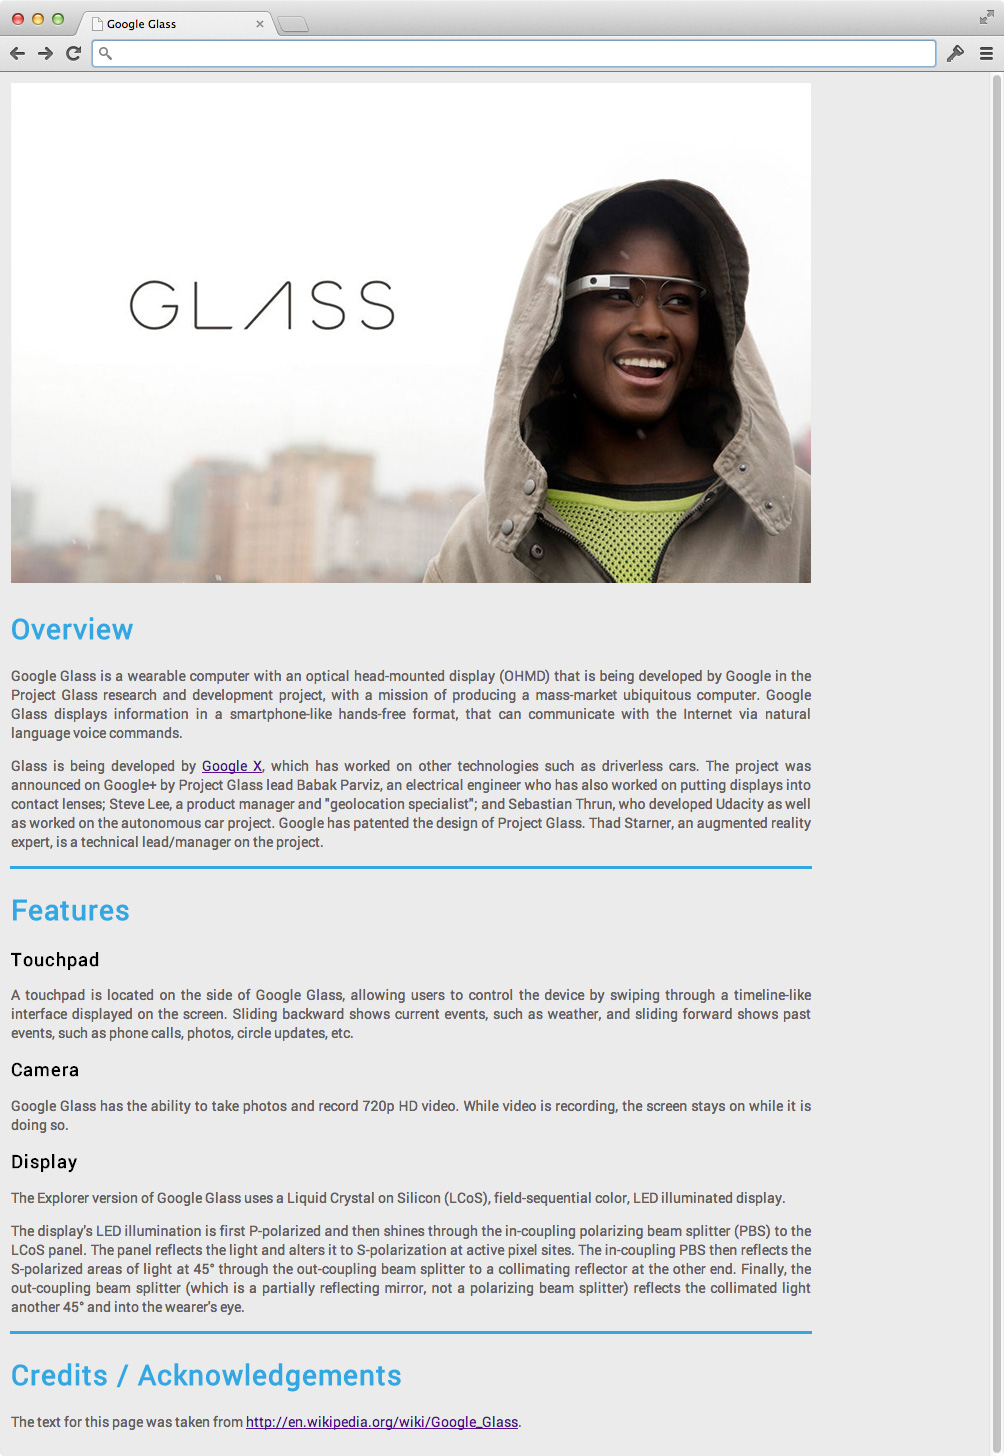 Google Glass
GLASS
Overview
Google Glass is a wearable computer with an optical head-mounted display (OHMD) that is being developed by Google in the
Project Glass research and development project, with a mission of producing a mass-market ubiquitous computer. Google
Glass displays information in a smartphone-like hands-free format, that can communicate with the Internet via natural
language voice commands.
Glass is being developed by Google X, which has worked on other technologies such as driverless cars. The project was
announced on Google+ by Project Glass lead Babak Parviz, an electrical engineer who has also worked on putting displays into
contact lenses; Steve Lee, a product manager and "geolocation specialist"; and Sebastian Thrun, who developed Udacity as well
as worked on the autonomous car project. Google has patented the design of Project Glass. Thad Starner, an augmented reality
expert, is a technical lead/manager on the project.
Features
Touchpad
A touchpad is located on the side of Google Glass, allowing users to control the device by swiping through a timeline-like
interface displayed on the screen. Sliding backward shows current events, such as weather, and sliding forward shows past
events, such as phone calls, photos, circle updates, etc.
Camera
Google Glass has the ability to take photos and record 720p HD video. While video is recording, the screen stays on while it is
doing so.
Display
The Explorer version of Google Glass uses a Liquid Crystal on Silicon (LCoS), field-sequential color, LED illuminated display.
The display's LED illumination is first P-polarized and then shines through the in-coupling polarizing beam splitter (PBS) to the
LCoS panel. The panel reflects the light and alters it to S-polarization at active pixel sites. The in-coupling PBS then reflects the
S-polarized areas of light at 45° through the out-coupling beam splitter to a collimating reflector at the other end. Finally, the
out-coupling beam splitter (which is a partially reflecting mirror, not a polarizing beam splitter) reflects the collimated light
another 45° and into the wearer's eye.
Credits / Acknowledgements
The text for this page was taken from http://en.wikipedia.org/wiki/Google_Glass.